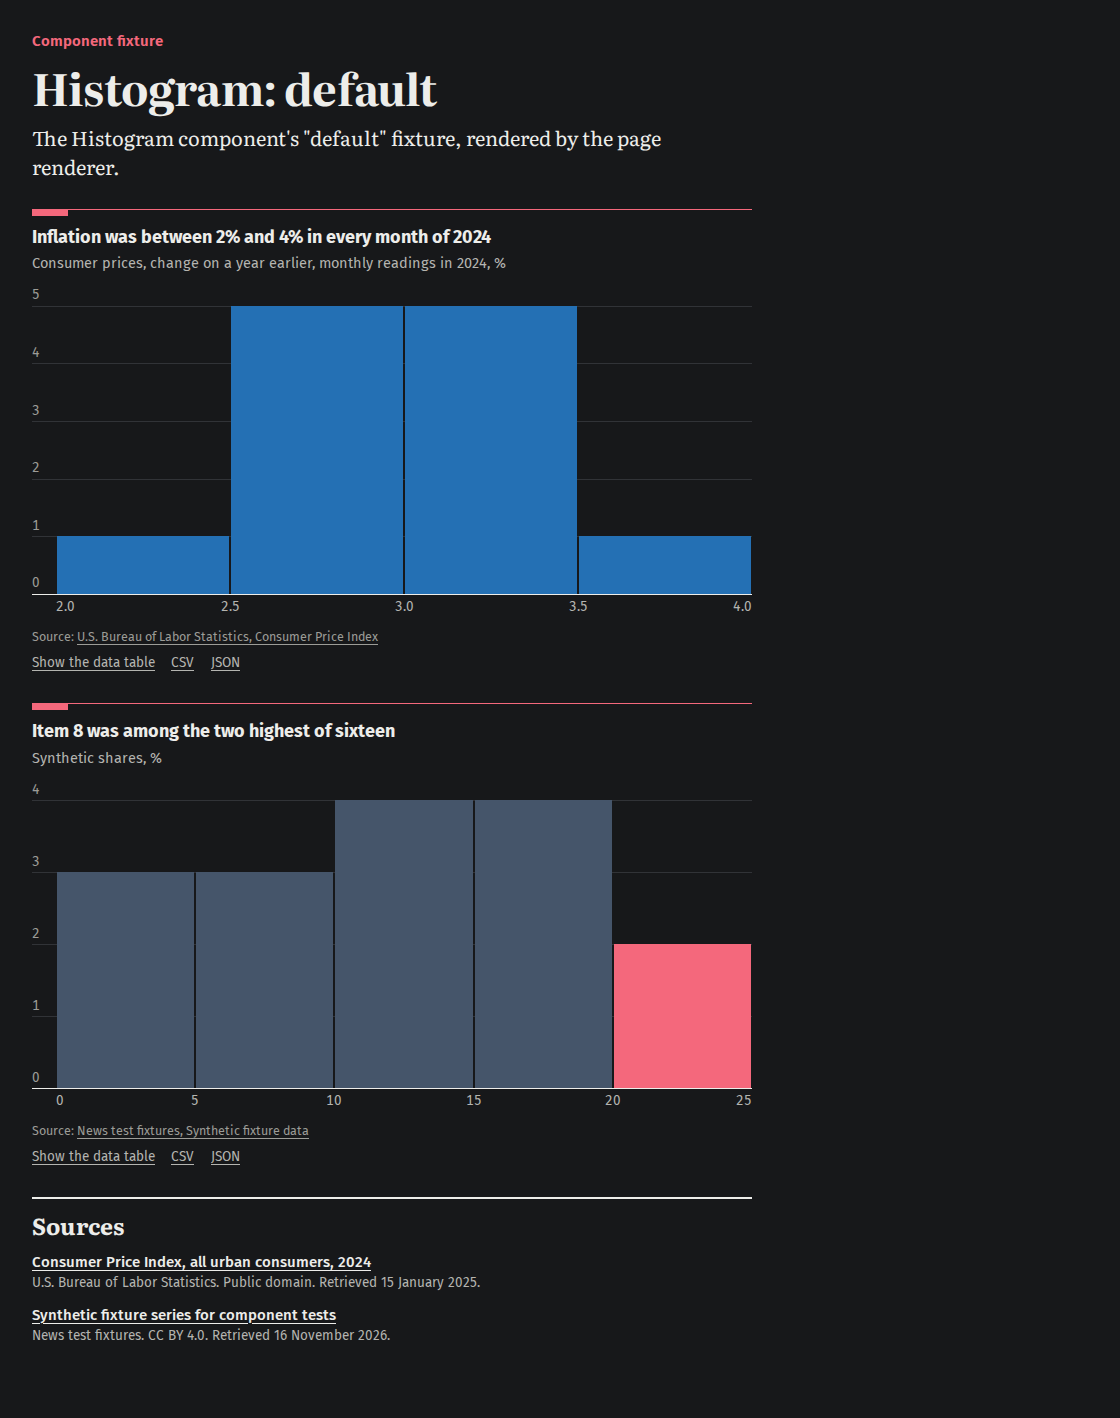 Component fixture
Histogram: default
The Histogram component's "default" fixture, rendered by the page
renderer.
Inflation was between 2% and 4% in every month of 2024
Consumer prices, change on a year earlier, monthly readings in 2024, %
5
4
3
2
1
0
2.0 2.5 3.0 3.5 4.0
Source: U.S. Bureau of Labor Statistics, Consumer Price Index
Show the data table CSV JSON
Item 8 was among the two highest of sixteen
Synthetic shares, %
4
3
2
1
0
0 5 10 15 20 25
Source: News test fixtures, Synthetic fixture data
Show the data table CSV JSON
Sources
Consumer Price Index, all urban consumers, 2024
U.S. Bureau of Labor Statistics. Public domain. Retrieved 15 January 2025.
Synthetic fixture series for component tests
News test fixtures. CC BY 4.0. Retrieved 16 November 2026.